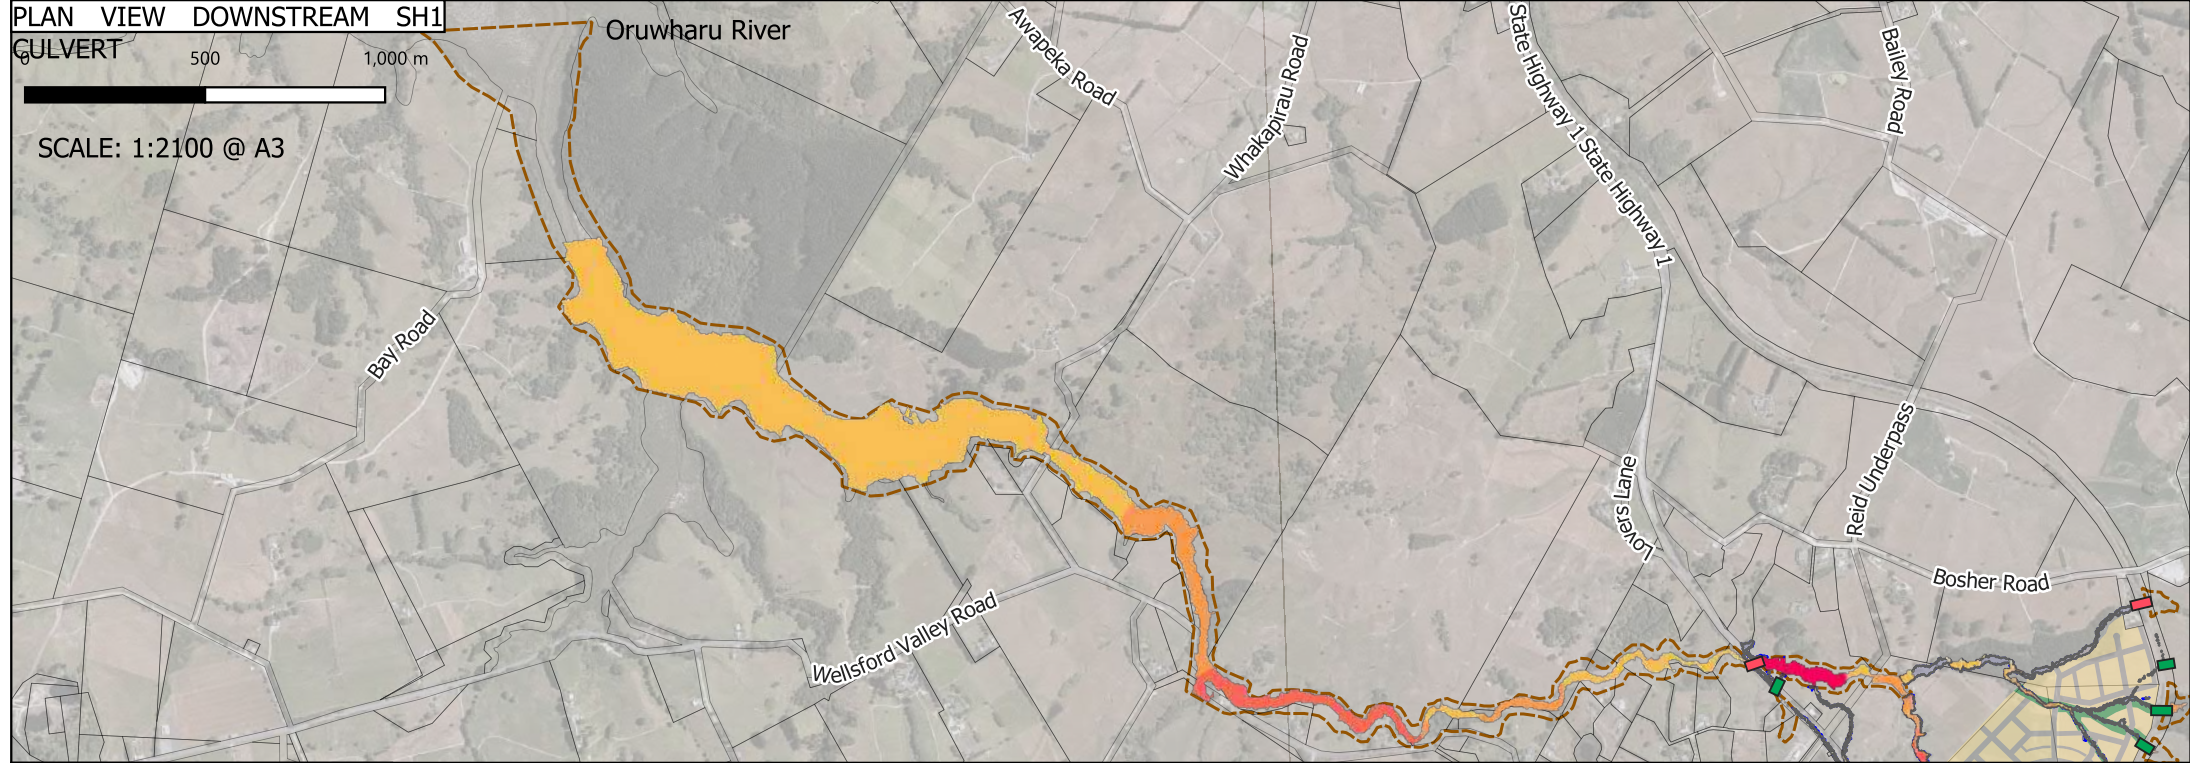 PLAN VIEW DOWNSTREAM SH1
CULVERT
0 500 1,000 m
SCALE: 1:2100 @ A3
Oruwharu River
Awapeka Road
Whakapirau Road
State Highway 1 State Highway 1
Bailey Road
Bay Road
Lovers Lane
Reid Underpass
Bosher Road
Wellsford Valley Road